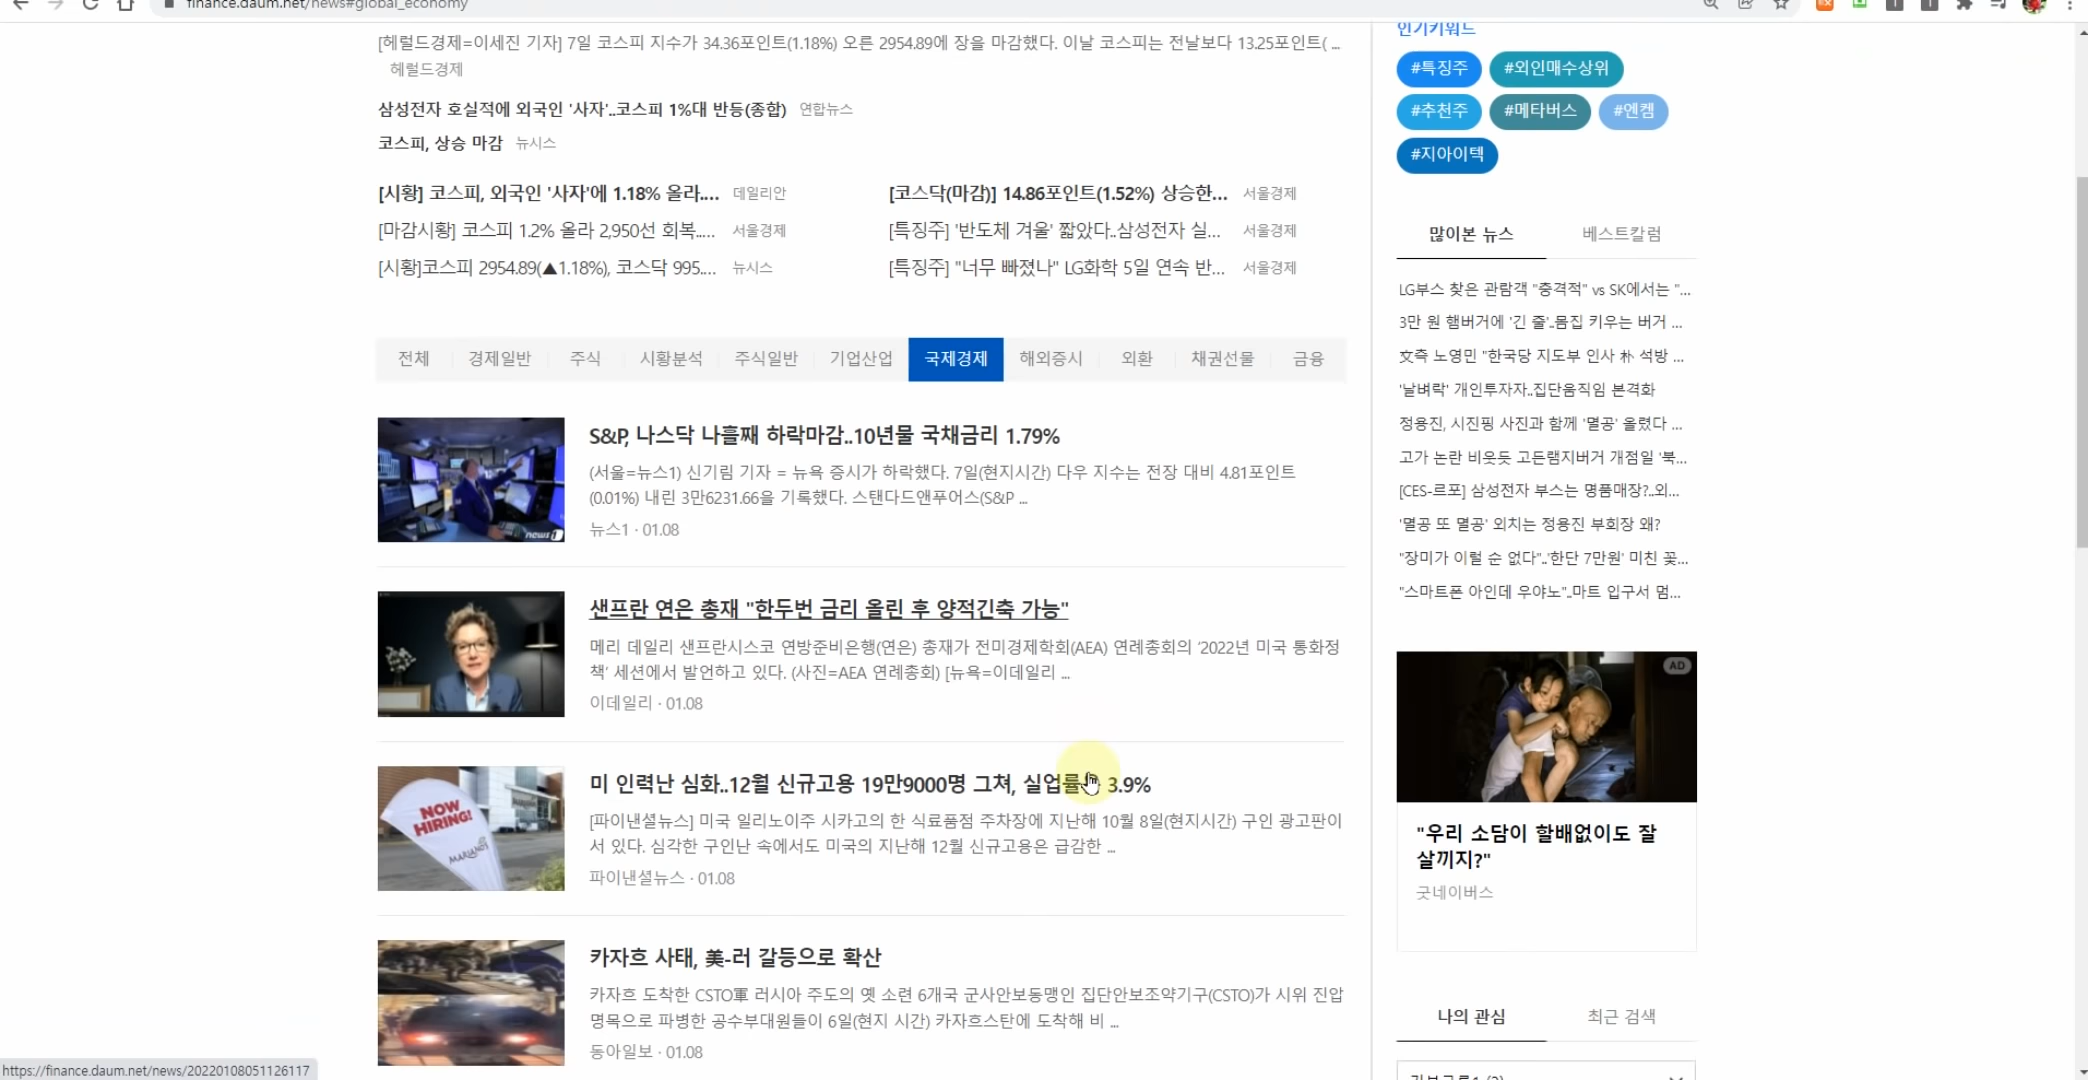 finance.daum.net/news#global_economy
[헤럴드경제=이세진 기자] 7일 코스피 지수가 34.36포인트(1.18%) 오른 2954.89에 장을 마감했다. 이날 코스피는 전날보다 13.25포인트( ...
헤럴드경제
삼성전자 호실적에 외국인 '사자'..코스피 1%대 반등(종합) 연합뉴스
코스피, 상승 마감 뉴시스
[시황] 코스피, 외국인 '사자'에 1.18% 올라.... 데일리안
[코스닥(마감)] 14.86포인트(1.52%) 상승한... 서울경제
[마감시황] 코스피 1.2% 올라 2,950선 회복..... 서울경제
[특징주] '반도체 겨울' 짧았다..삼성전자 실... 서울경제
[시황]코스피 2954.89(▲1.18%), 코스닥 995.... 뉴시스
[특징주] "너무 빠졌나" LG화학 5일 연속 반... 서울경제
전체 경제일반 주식 시황분석 주식일반 기업산업 국제경제 해외증시 외환 채권선물 금융
S&P, 나스닥 나흘째 하락마감..10년물 국채금리 1.79%
(서울=뉴스1) 신기림 기자 = 뉴욕 증시가 하락했다. 7일(현지시간) 다우 지수는 전장 대비 4.81포인트
(0.01%) 내린 3만6231.66을 기록했다. 스탠다드앤푸어스(S&P ...
뉴스1 · 01.08
news1
샌프란 연은 총재 "한두번 금리 올린 후 양적긴축 가능"
메리 데일리 샌프란시스코 연방준비은행(연은) 총재가 전미경제학회(AEA) 연례총회의 '2022년 미국 통화정
책' 세션에서 발언하고 있다. (사진=AEA 연례총회) [뉴욕=이데일리 ...
이데일리 · 01.08
NOW
HIRING!
MARIANO'S
미 인력난 심화..12월 신규고용 19만9000명 그쳐, 실업률 3.9%
[파이낸셜뉴스] 미국 일리노이주 시카고의 한 식료품점 주차장에 지난해 10월 8일(현지시간) 구인 광고판이
서 있다. 심각한 구인난 속에서도 미국의 지난해 12월 신규고용은 급감한 ...
파이낸셜뉴스 · 01.08
카자흐 사태, 美-러 갈등으로 확산
카자흐 도착한 CSTO軍 러시아 주도의 옛 소련 6개국 군사안보동맹인 집단안보조약기구(CSTO)가 시위 진압
명목으로 파병한 공수부대원들이 6일(현지 시간) 카자흐스탄에 도착해 비 ...
동아일보 · 01.08
https://finance.daum.net/news/20220108051126117
인기키워드
#특징주 #외인매수상위
#추천주 #메타버스 #엔켐
#지아이텍
많이본 뉴스 베스트칼럼
LG부스 찾은 관람객 "충격적" vs SK에서는 "...
3만 원 햄버거에 '긴 줄'..몸집 키우는 버거 ...
文측 노영민 "한국당 지도부 인사 朴 석방 ...
'날벼락' 개인투자자..집단움직임 본격화
정용진, 시진핑 사진과 함께 '멸공' 올렸다 ...
고가 논란 비웃듯 고든램지버거 개점일 '북...
[CES-르포] 삼성전자 부스는 명품매장?..외...
'멸공 또 멸공' 외치는 정용진 부회장 왜?
"장미가 이럴 순 없다"..'한단 7만원' 미친 꽃...
"스마트폰 아인데 우야노"..마트 입구서 멈...
AD
"우리 소담이 할배없이도 잘
살끼지?"
굿네이버스
나의 관심 최근 검색